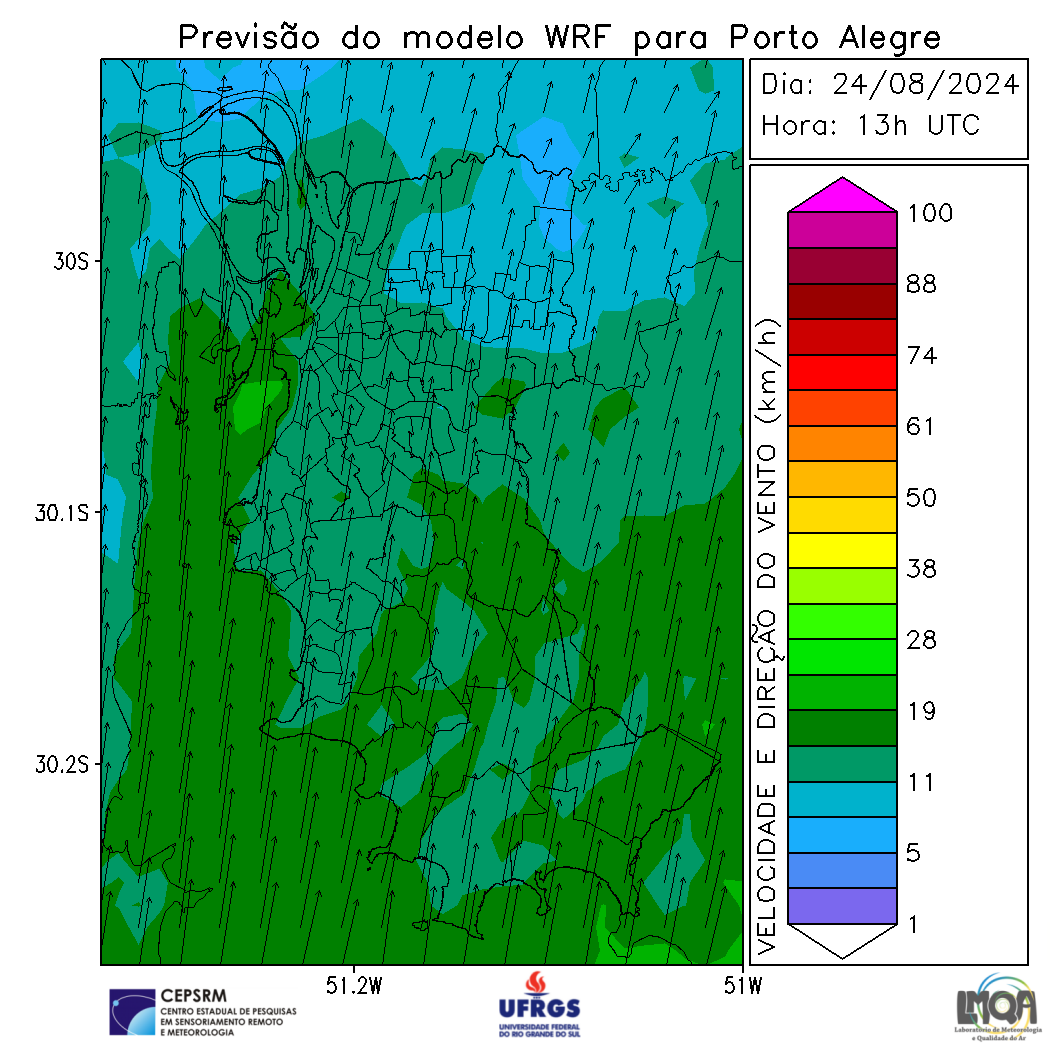 Previsão do modelo WRF para Porto Alegre
Dia: 24/08/2024
Hora: 13h UTC
30S
30.1S
30.2S
51.2W
51W
VELOCIDADE E DIREÇÃO DO VENTO (km/h)
100
88
74
61
50
38
28
19
11
5
1
CEPSRM
CENTRO ESTADUAL DE PESQUISAS
EM SENSORIAMENTO REMOTO
E METEOROLOGIA
UFRGS
UNIVERSIDADE FEDERAL
DO RIO GRANDE DO SUL
LMQA
Laboratório de Meteorologia
e Qualidade do Ar